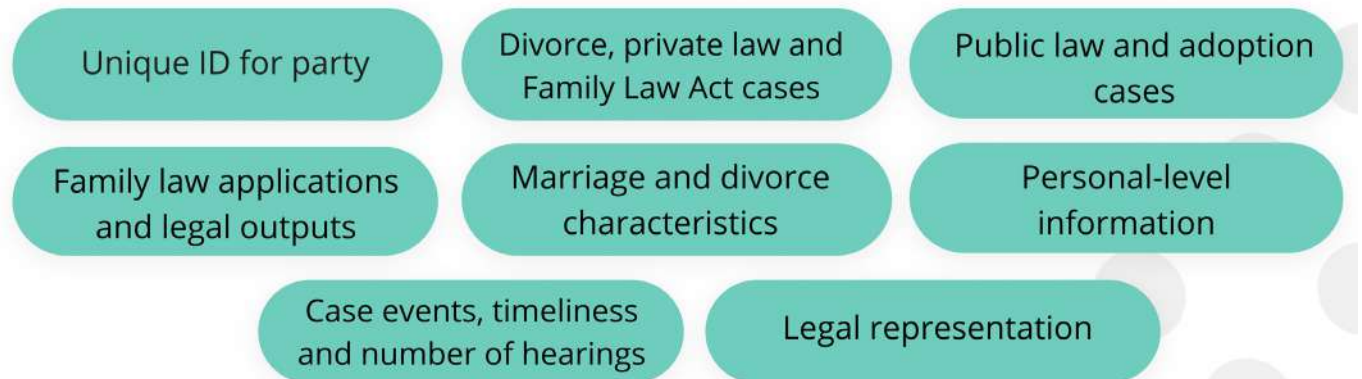 Unique ID for party
Divorce, private law and
Family Law Act cases
Public law and adoption
cases
Family law applications
and legal outputs
Marriage and divorce
characteristics
Personal-level
information
Case events, timeliness
and number of hearings
Legal representation